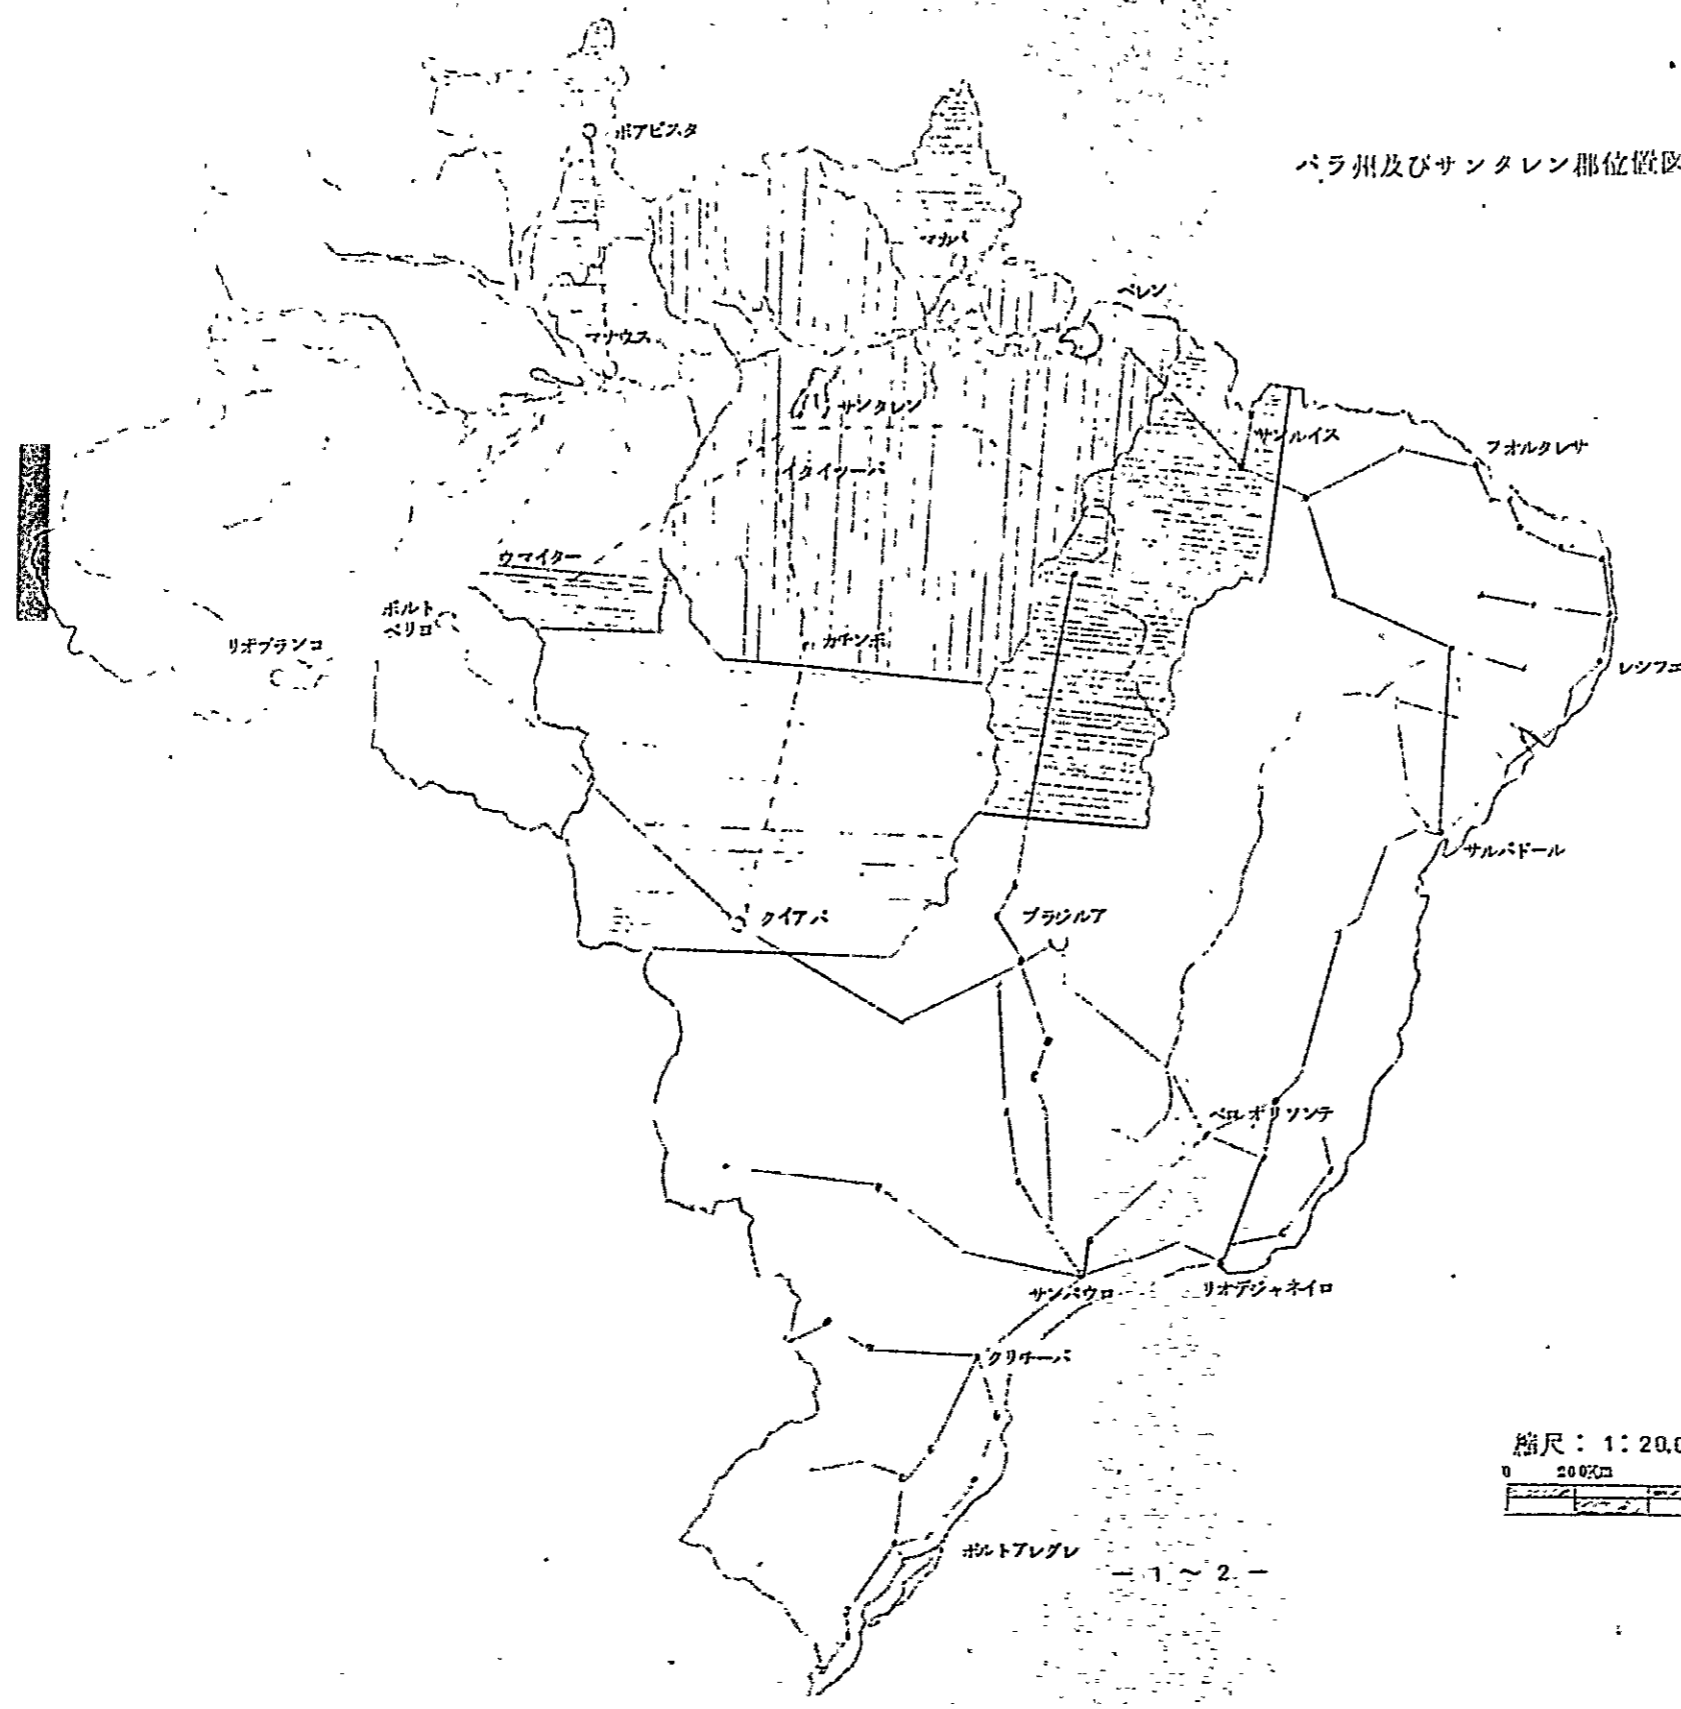 ボアビスタ
パラ州及びサンタレン郡位置図
マカパ
ベレン
マナウス
サンタレン
サンルイス
フオルタレサ
イタイツーバ
ウマイター
ポルト
ベリロ
リオブランコ
カチンボ
レシフェ
サルバドール
クイアバ
ブラジルア
ベロ.ボリゾンテ
サンパウロ
リオデジャネイロ
クリチーバ
縮尺: 1: 20,0
0 200Km
ポルトアレグレ
— 1 ~ 2 —